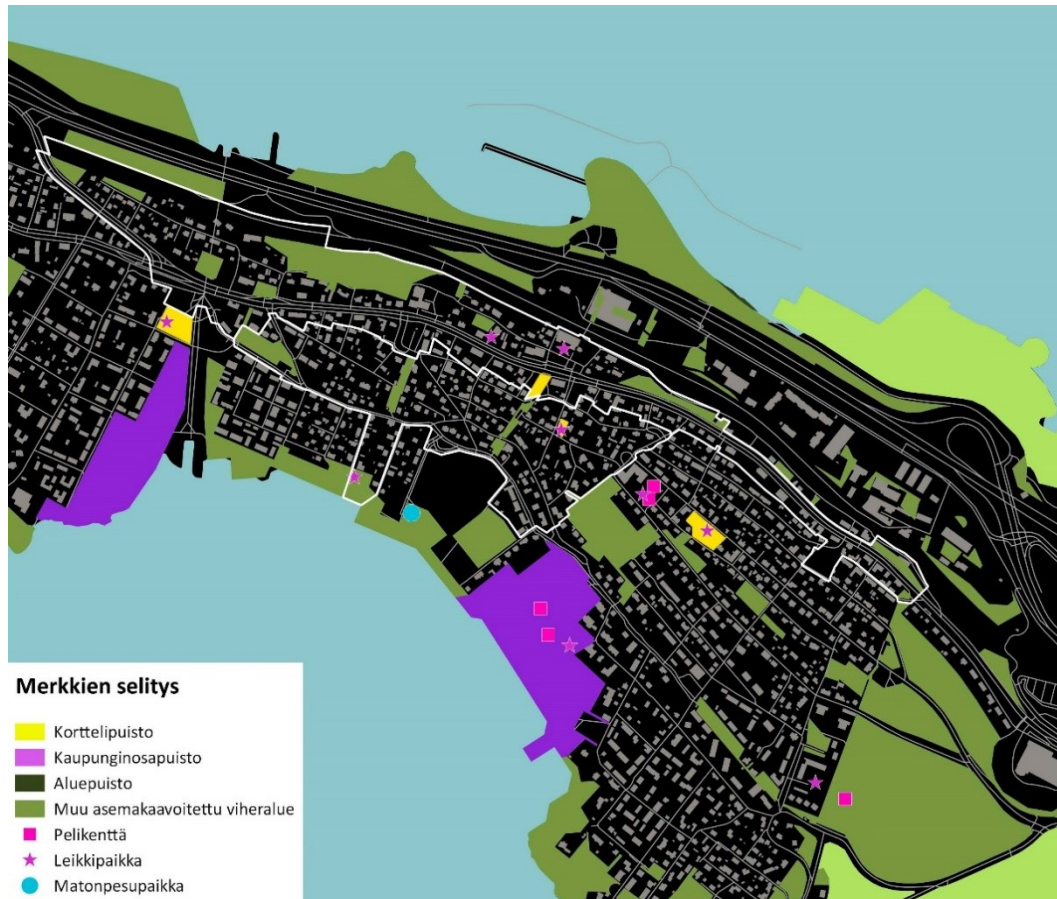 Merkkien selitys
Korttelipuisto
Kaupunginosapuisto
Aluepuisto
Muu asemakaavoitettu viheralue
Pelikenttä
Leikkipaikka
Matonpesupaikka